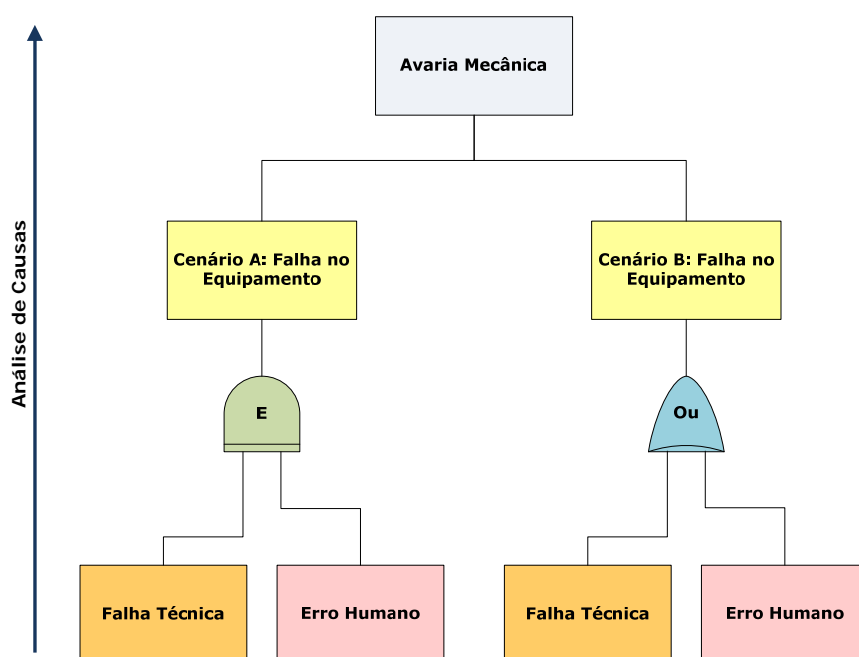 Avaria Mecânica
Análise de Causas
Cenário A: Falha no
Equipamento
Cenário B: Falha no
Equipamento
E
Ou
Falha Técnica
Erro Humano
Falha Técnica
Erro Humano